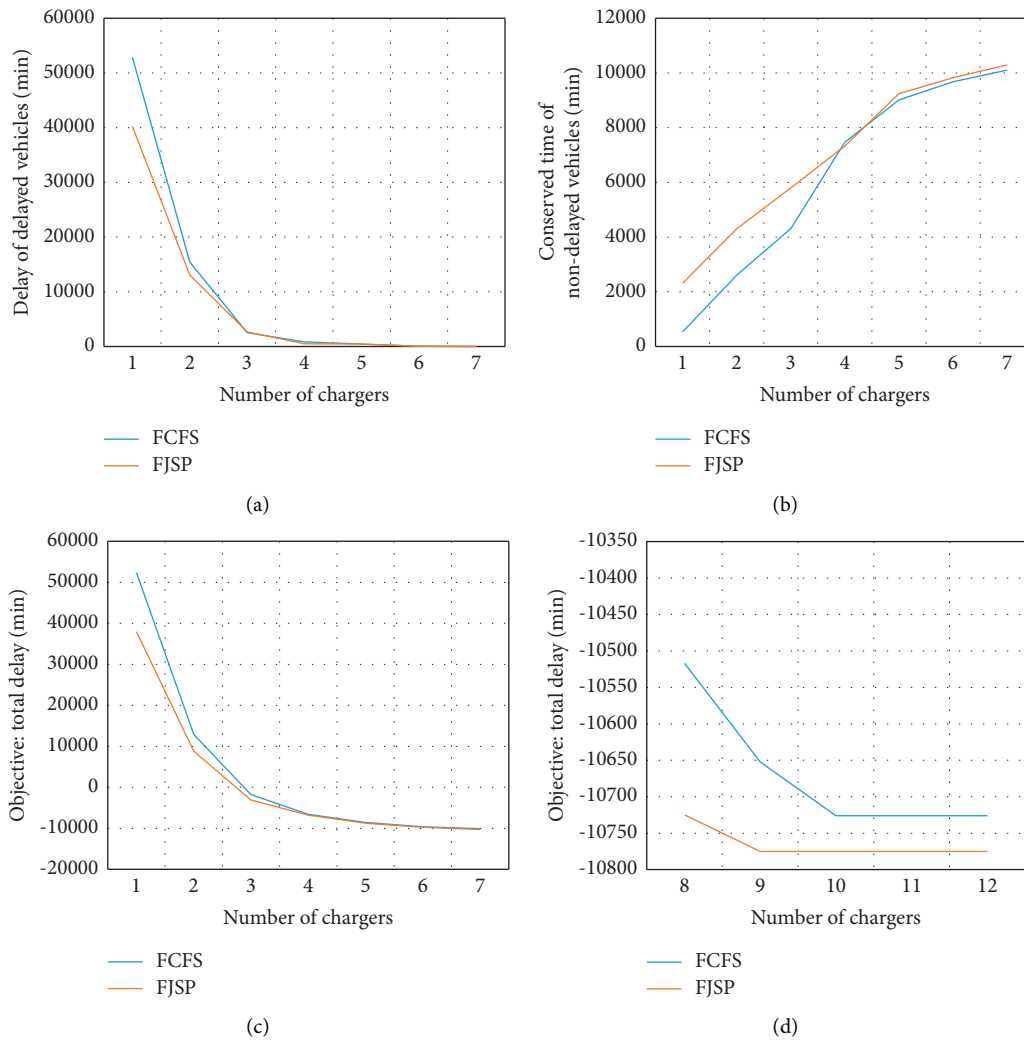 60000
50000
40000
30000
20000
10000
0
Delay of delayed vehicles (min)
1 2 3 4 5 6 7
Number of chargers
FCFS
FJSP
(a)
12000
10000
8000
6000
4000
2000
0
Conserved time of
non-delayed vehicles (min)
1 2 3 4 5 6 7
Number of chargers
FCFS
FJSP
(b)
60000
50000
40000
30000
20000
10000
0
-10000
-20000
Objective: total delay (min)
1 2 3 4 5 6 7
Number of chargers
FCFS
FJSP
(c)
-10350
-10400
-10450
-10500
-10550
-10600
-10650
-10700
-10750
-10800
Objective: total delay (min)
8 9 10 11 12
Number of chargers
FCFS
FJSP
(d)